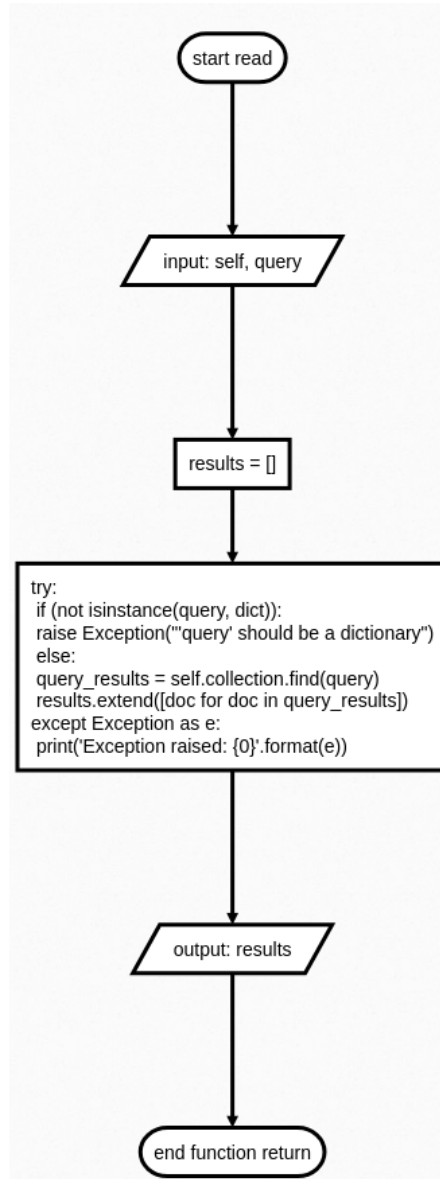 start read
input: self, query
results = []
try:
if (not isinstance(query, dict)):
raise Exception("'query' should be a dictionary")
else:
query_results = self.collection.find(query)
results.extend([doc for doc in query_results])
except Exception as e:
print('Exception raised: {0}'.format(e))
output: results
end function return